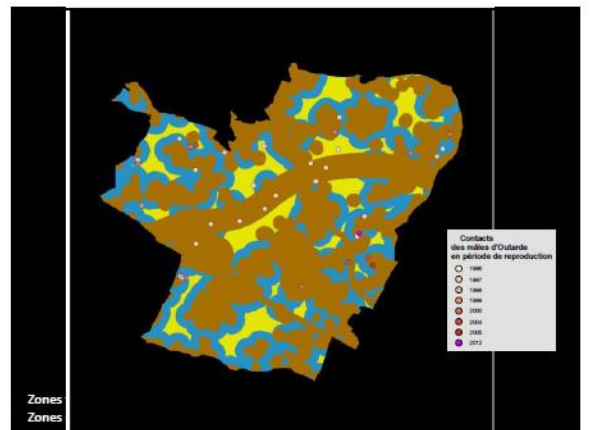 Contacts
des mâles d'Outarde
en période de reproduction
1996
1997
1998
1999
2000
2004
2005
2012
Zones
Zones